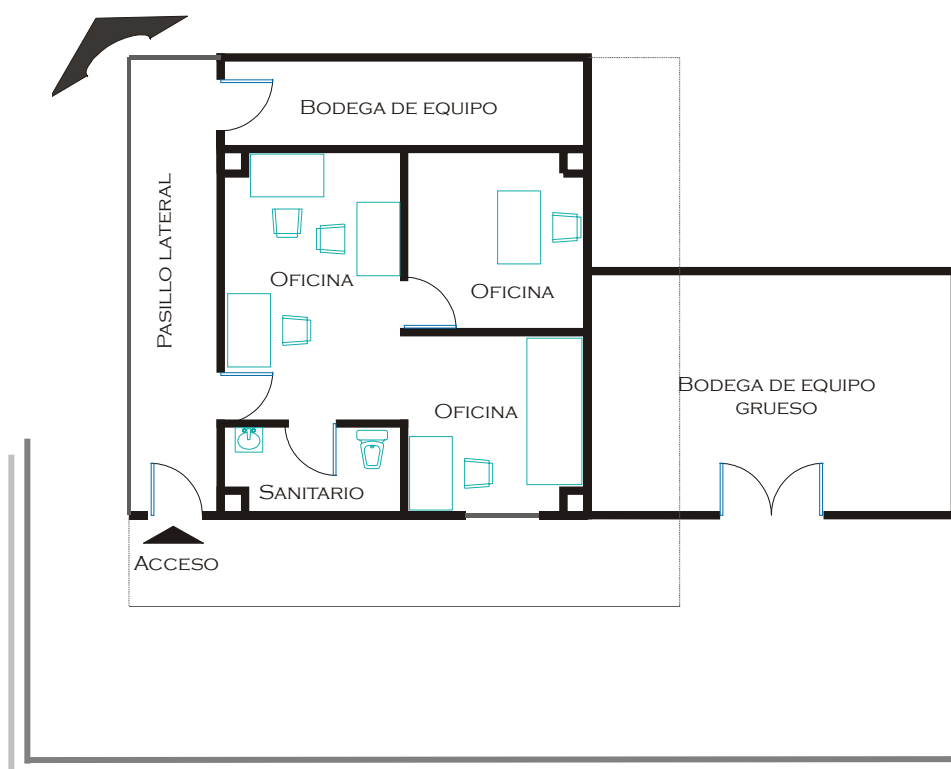 BODEGA DE EQUIPO
PASILLO LATERAL
OFICINA
OFICINA
BODEGA DE EQUIPO
GRUESO
OFICINA
SANITARIO
ACCESO